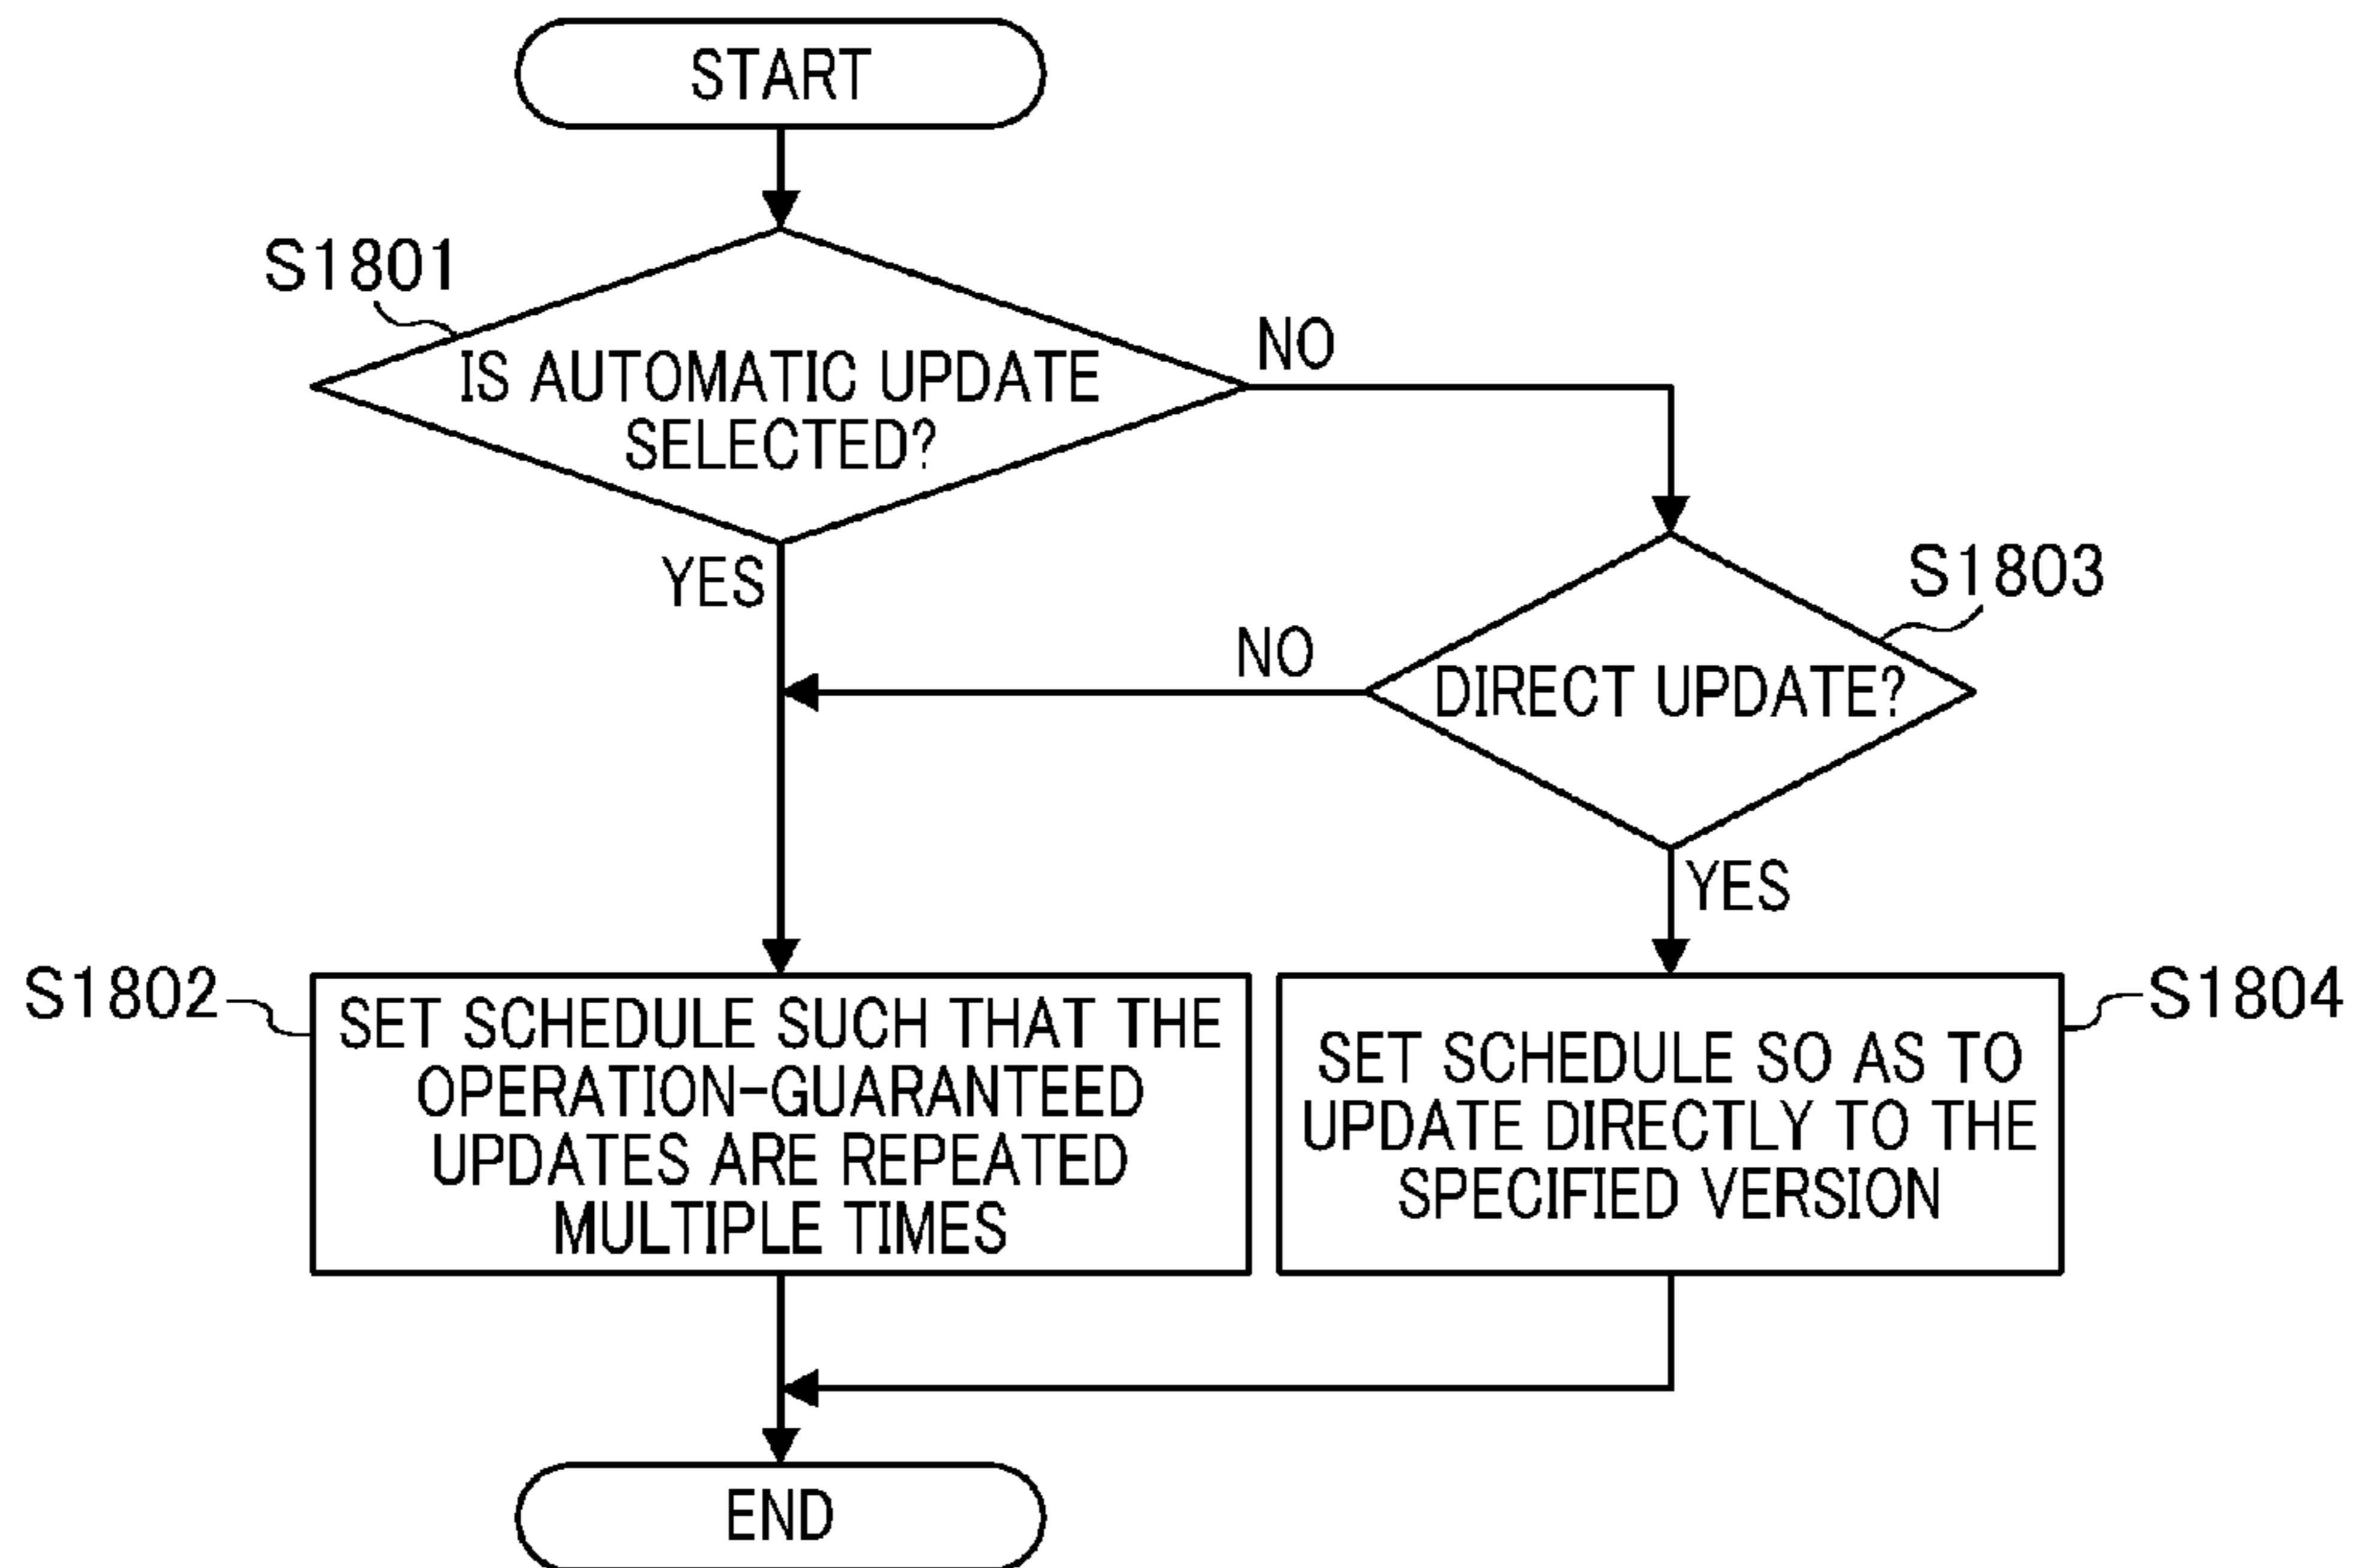 START
S1801
IS AUTOMATIC UPDATE
SELECTED?
NO
YES
S1803
DIRECT UPDATE?
NO
YES
S1802
SET SCHEDULE SUCH THAT THE
OPERATION-GUARANTEED
UPDATES ARE REPEATED
MULTIPLE TIMES
S1804
SET SCHEDULE SO AS TO
UPDATE DIRECTLY TO THE
SPECIFIED VERSION
END